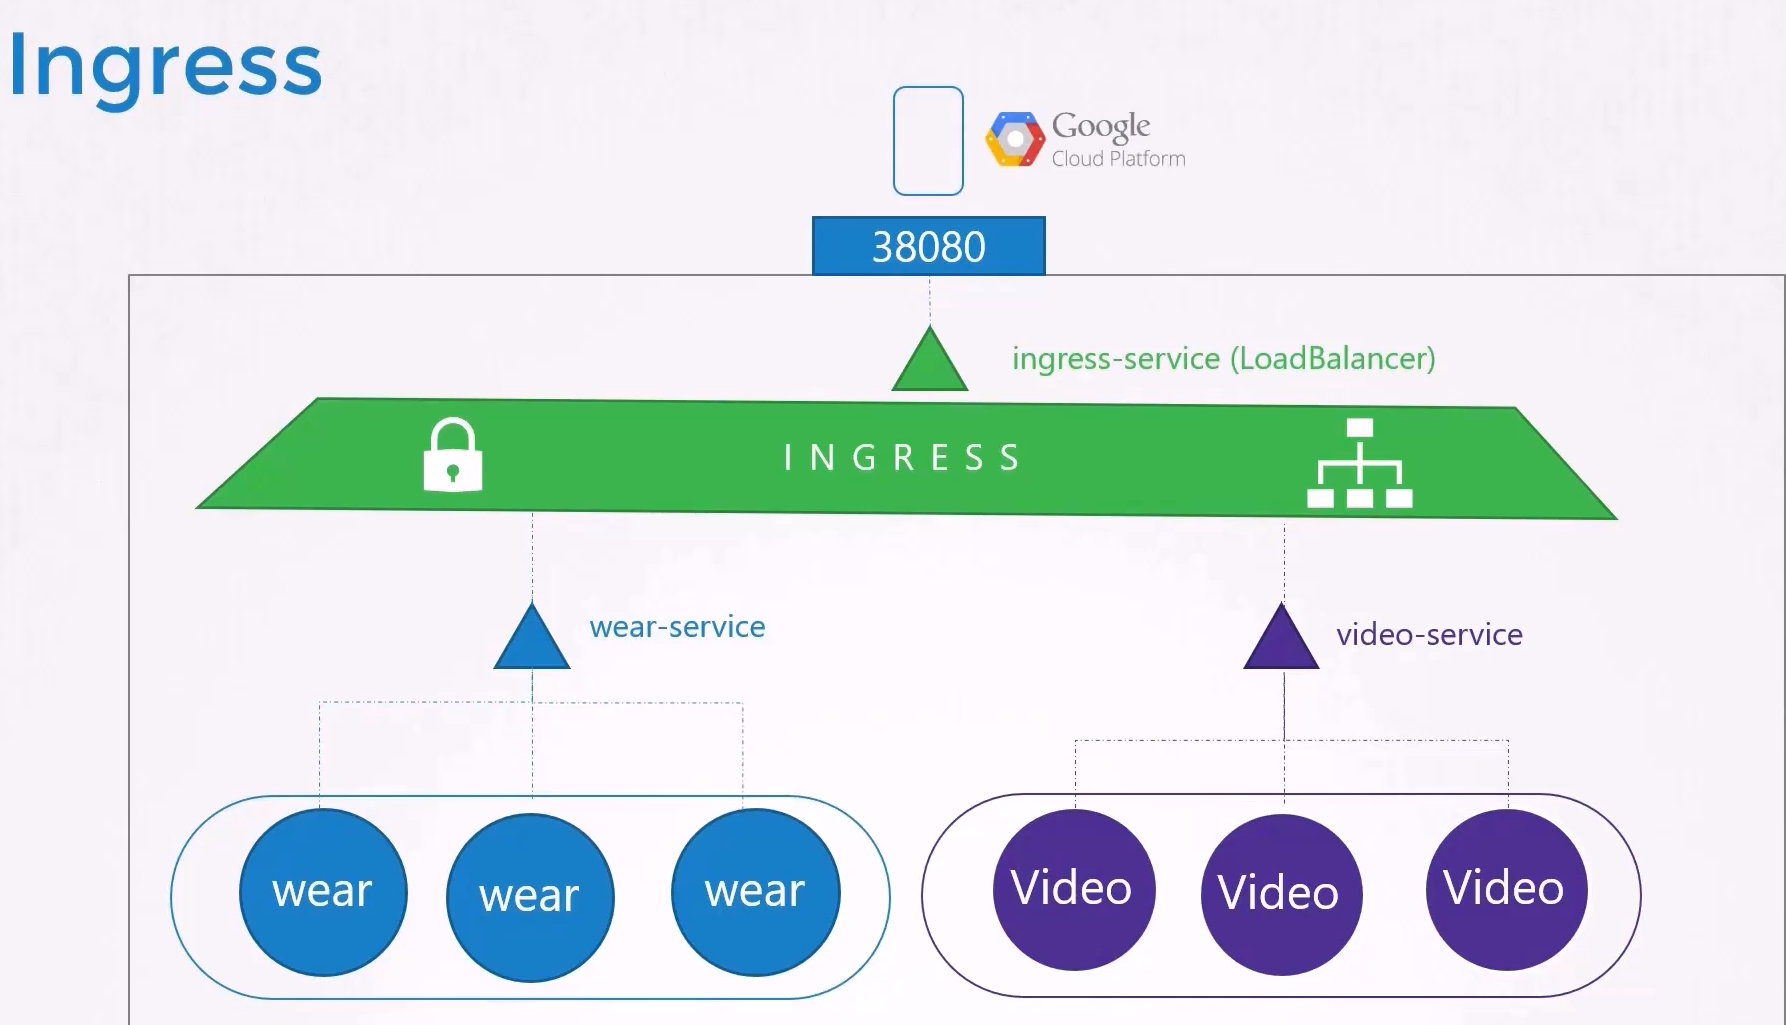 Ingress
Google
Cloud Platform
38080
ingress-service (LoadBalancer)
INGRESS
wear-service
video-service
wear
wear
wear
Video
Video
Video